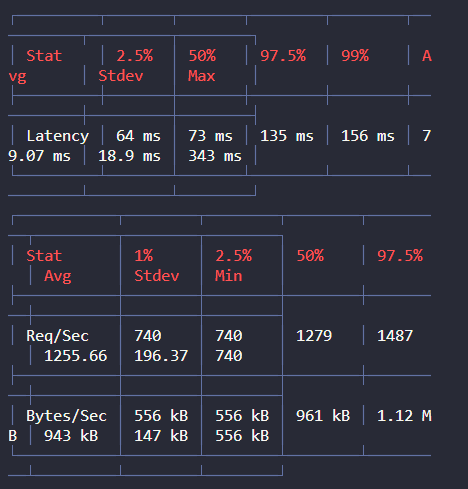 Stat 2.5% 50% 97.5% 99% A
vg Stdev Max
Latency 64 ms 73 ms 135 ms 156 ms 7
9.07 ms 18.9 ms 343 ms
Stat 1% 2.5% 50% 97.5%
Avg Stdev Min
Req/Sec 740 740 1279 1487
1255.66 196.37 740
Bytes/Sec 556 kB 556 kB 961 kB 1.12 M
B 943 kB 147 kB 556 kB